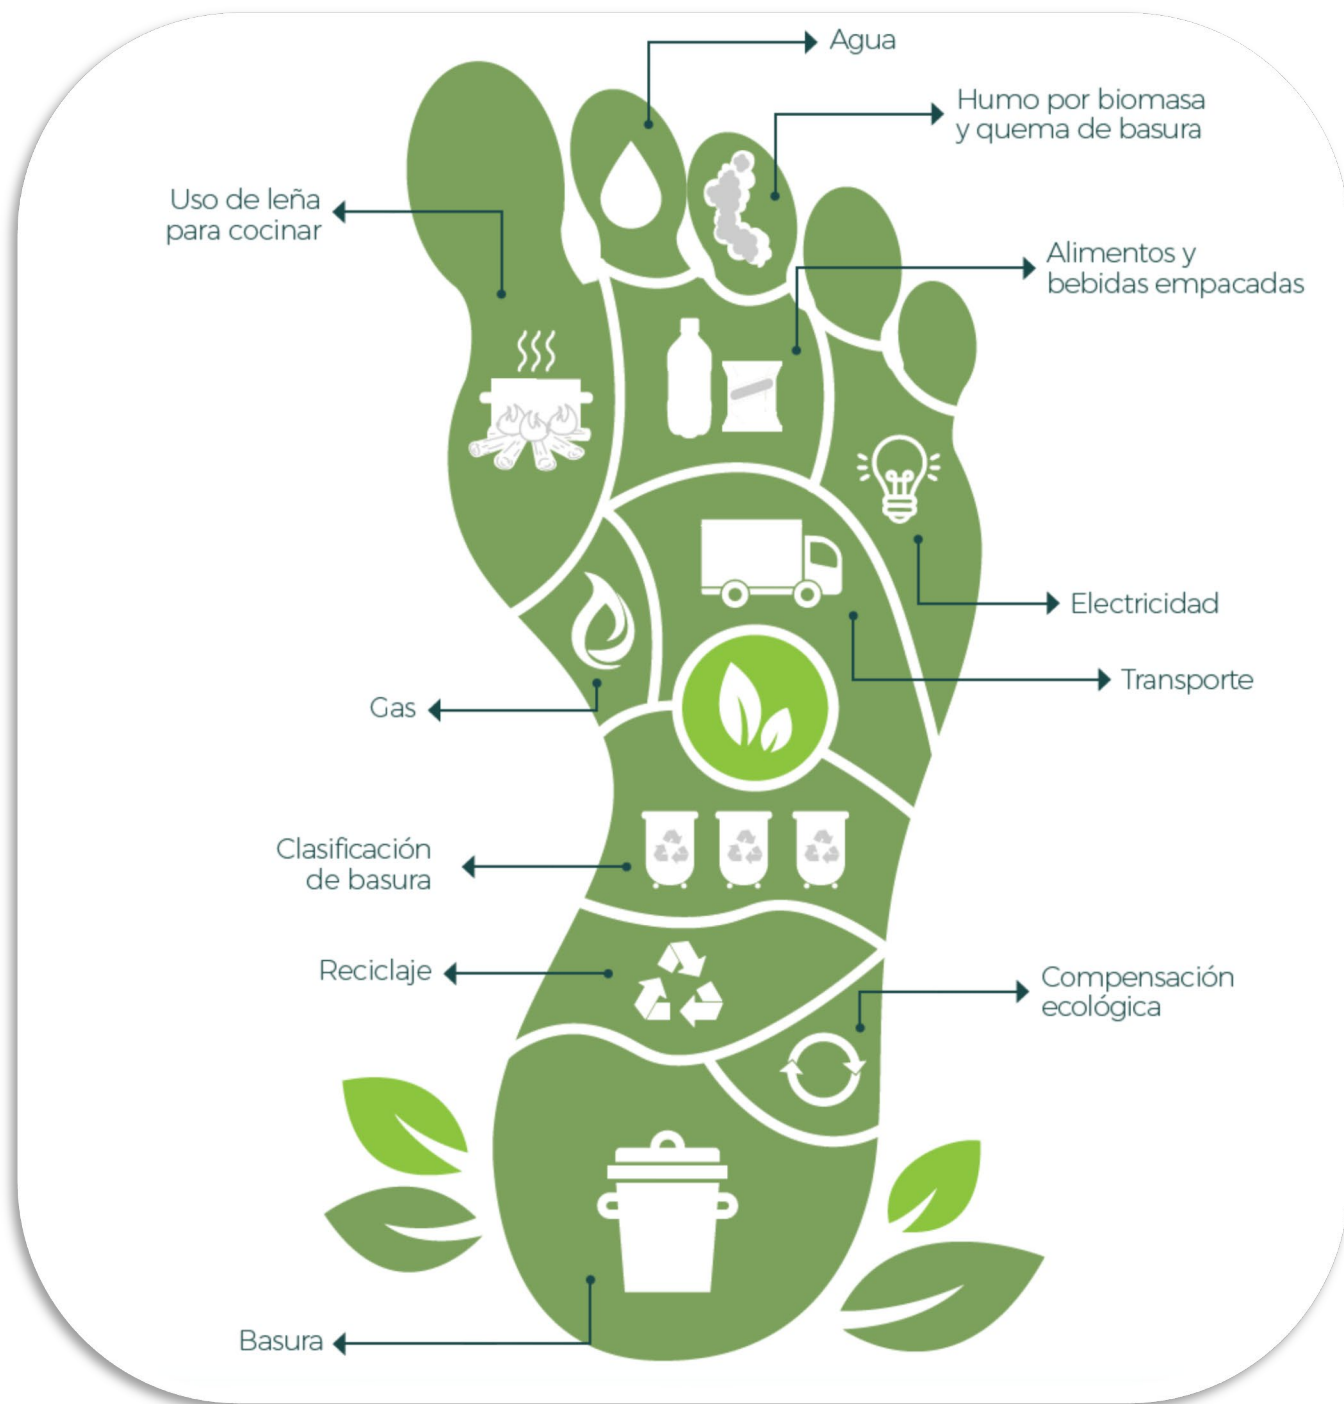 Agua
Humo por biomasa
y quema de basura
Uso de leña
para cocinar
Alimentos y
bebidas empacadas
Electricidad
Transporte
Gas
Clasificación
de basura
Reciclaje
Compensación
ecológica
Basura